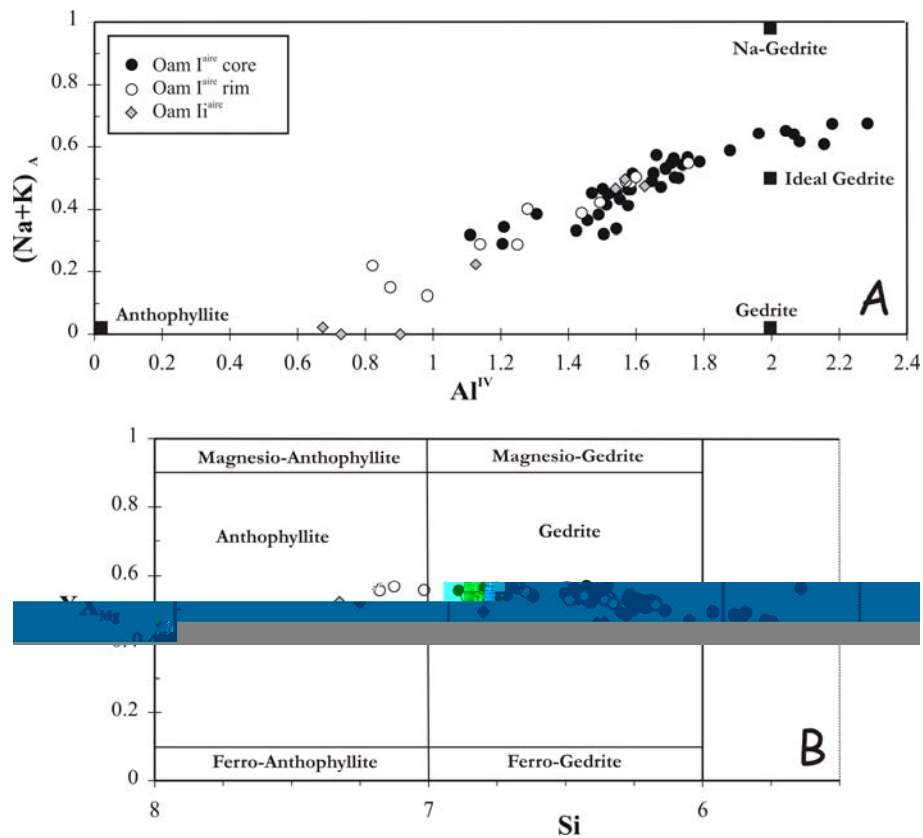 1
Na-Gedrite
Oam I^aire core
0.8
Oam I^aire rim
Oam Ii^aire
0.6
Ideal Gedrite
(Na+K) A
0.4
0.2
A
Anthophyllite
Gedrite
0
0 0.2 0.4 0.6 0.8 1 1.2 1.4 1.6 1.8 2 2.2 2.4
Al^IV
1
Magnesio-Anthophyllite Magnesio-Gedrite
0.8
Anthophyllite Gedrite
0.6
X_Mg
0.2
B
Ferro-Anthophyllite Ferro-Gedrite
0
8 7 6
Si